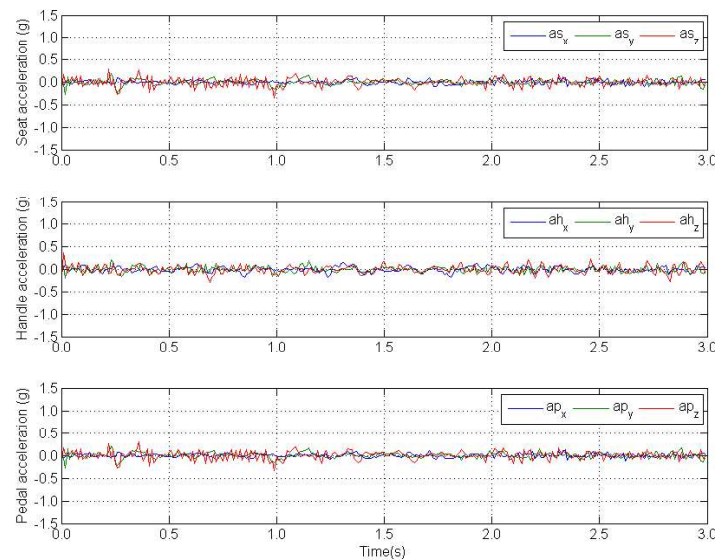 1.5
1.0
0.5
0.0
-0.5
-1.0
-1.5
Seat acceleration (g)
as_x as_y as_z
0.0 0.5 1.0 1.5 2.0 2.5 3.0
1.5
1.0
0.5
0.0
-0.5
-1.0
-1.5
Handle acceleration (g)
ah_x ah_y ah_z
0.0 0.5 1.0 1.5 2.0 2.5 3.0
1.5
1.0
0.5
0.0
-0.5
-1.0
-1.5
Pedal acceleration (g)
ap_x ap_y ap_z
0.0 0.5 1.0 1.5 2.0 2.5 3.0
Time(s)